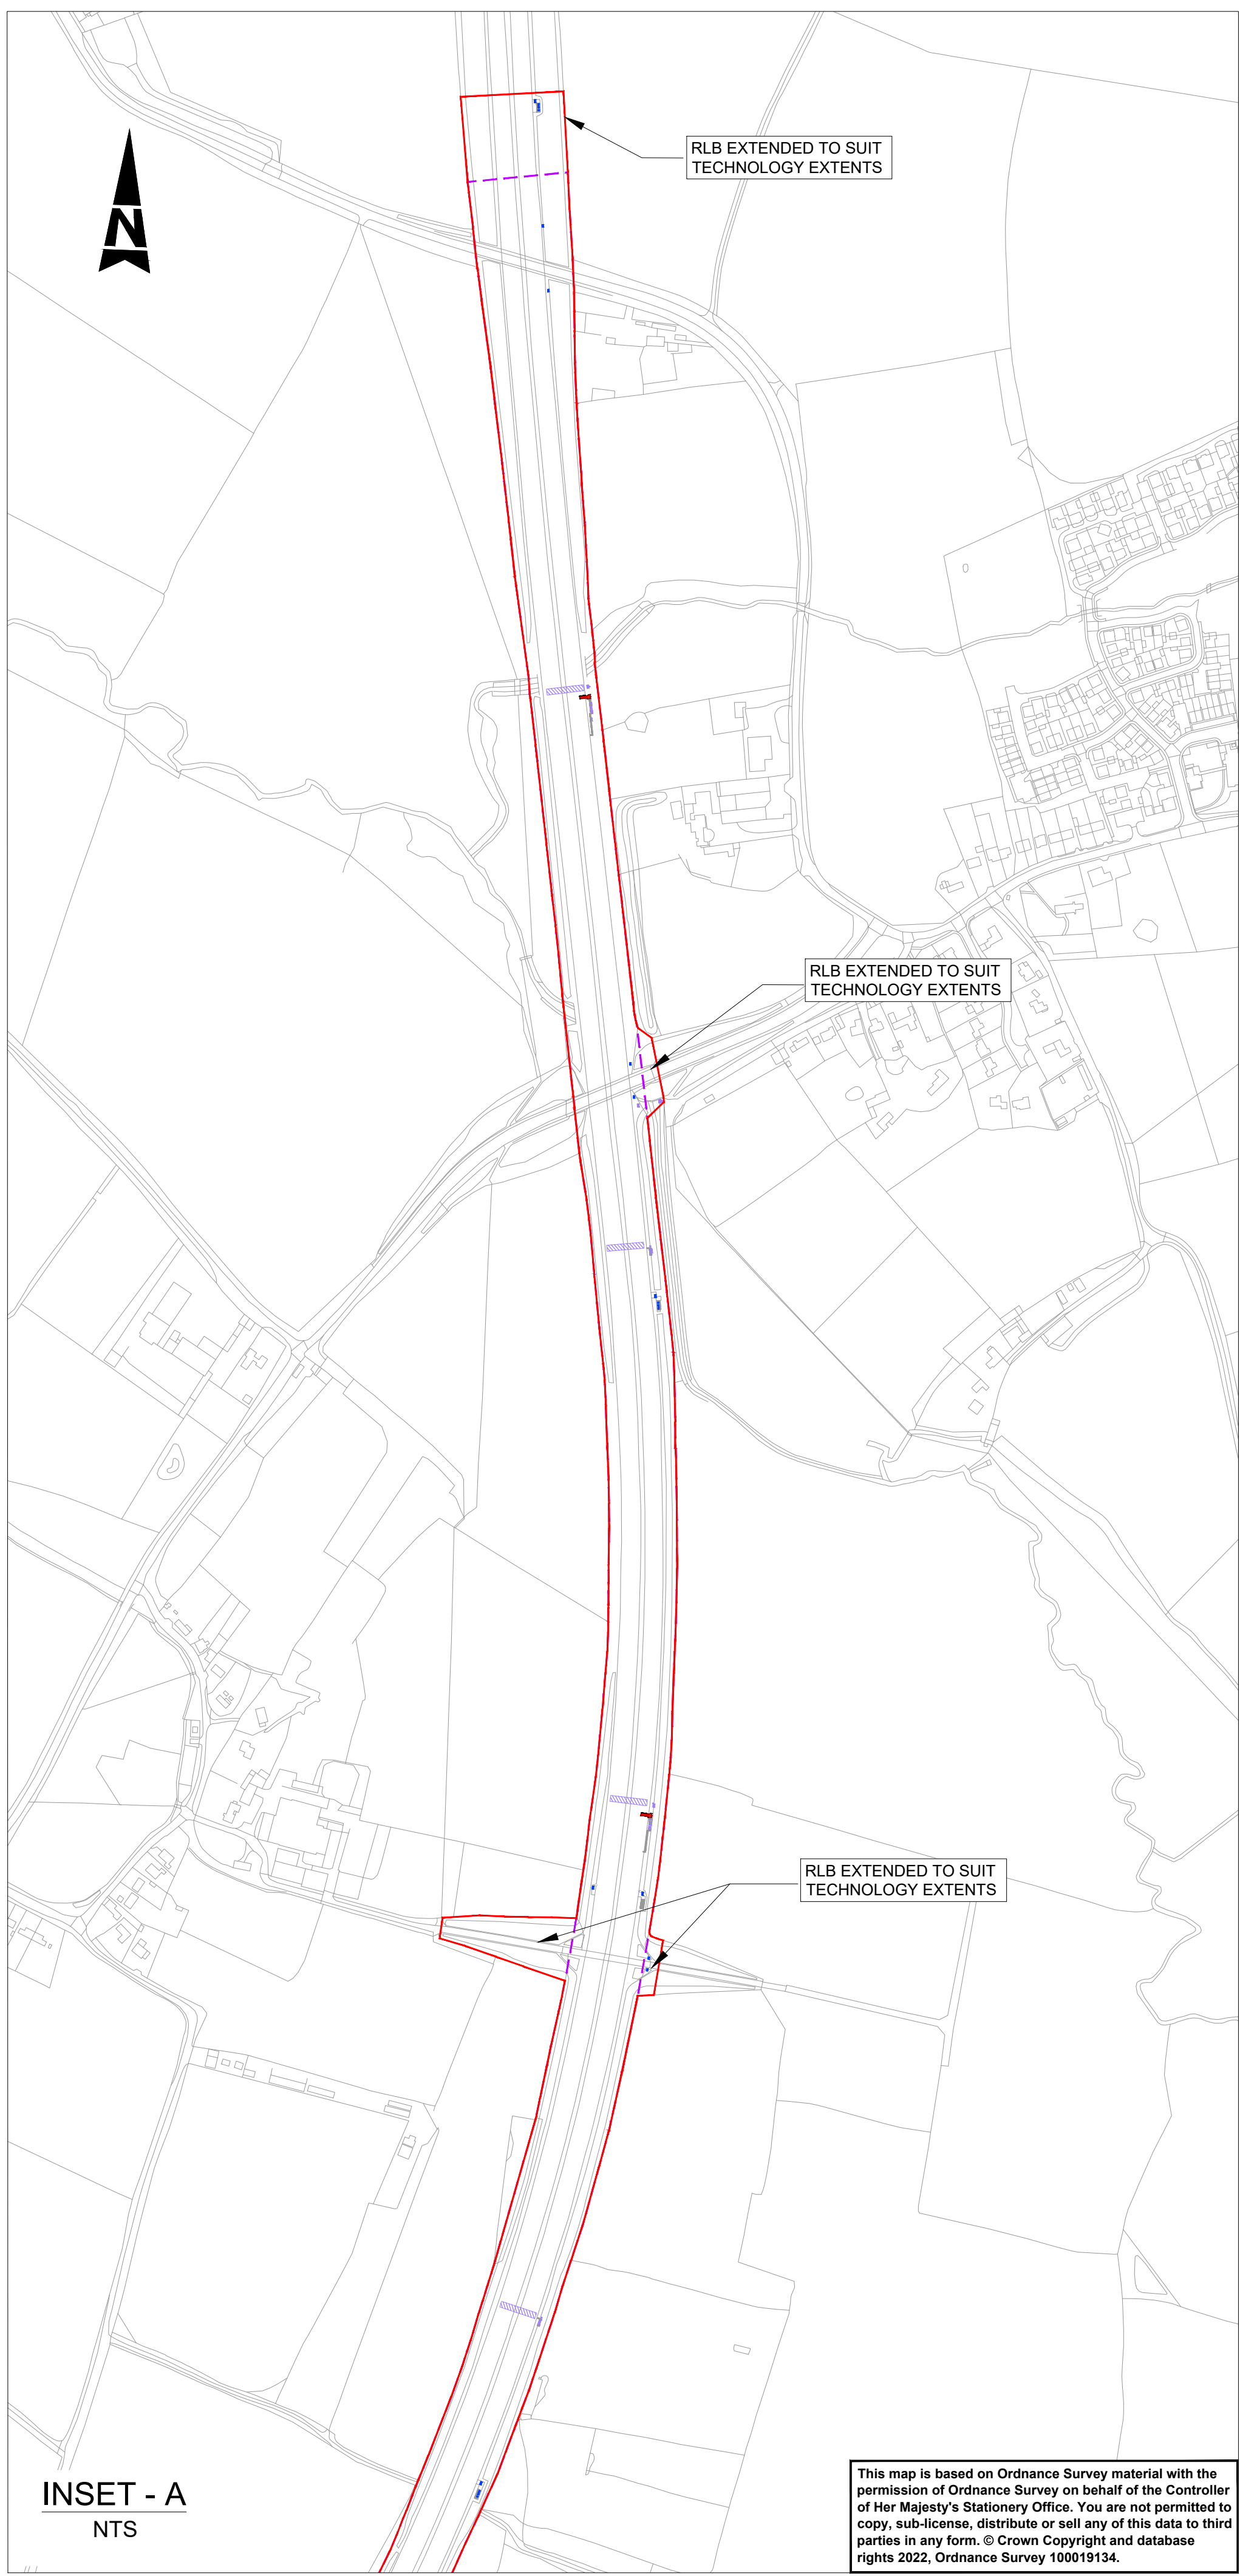 RLB EXTENDED TO SUIT
TECHNOLOGY EXTENTS
N
RLB EXTENDED TO SUIT
TECHNOLOGY EXTENTS
RLB EXTENDED TO SUIT
TECHNOLOGY EXTENTS
INSET - A
NTS
This map is based on Ordnance Survey material with the
permission of Ordnance Survey on behalf of the Controller
of Her Majesty's Stationery Office. You are not permitted to
copy, sub-license, distribute or sell any of this data to third
parties in any form. © Crown Copyright and database
rights 2022, Ordnance Survey 100019134.